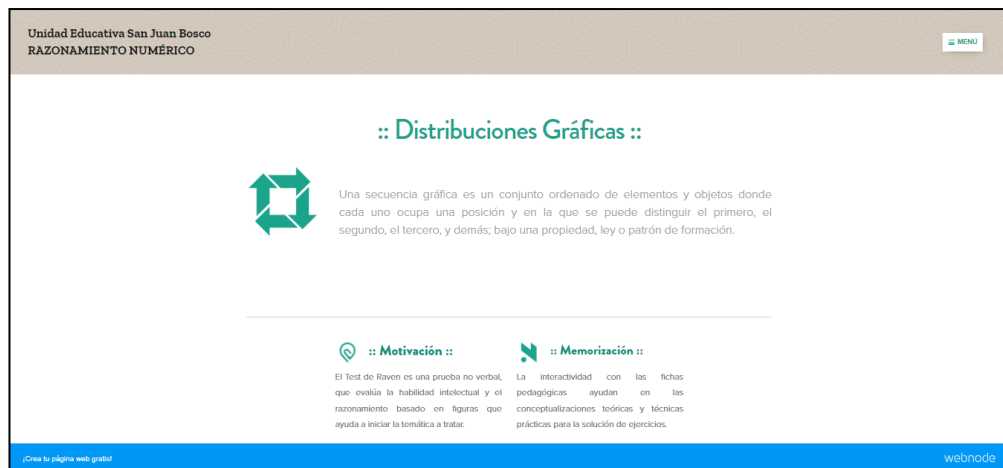 Unidad Educativa San Juan Bosco
RAZONAMIENTO NUMÉRICO
MENÚ
:: Distribuciones Gráficas ::
Una secuencia gráfica es un conjunto ordenado de elementos y objetos donde
cada uno ocupa una posición y en la que se puede distinguir el primero, el
segundo, el tercero, y demás; bajo una propiedad, ley o patrón de formación.
:: Motivación ::
El Test de Raven es una prueba no verbal,
que evalúa la habilidad intelectual y el
razonamiento basado en figuras que
ayuda a iniciar la temática a tratar.
:: Memorización ::
La interactividad con las fichas
pedagógicas ayudan en las
conceptualizaciones teóricas y técnicas
prácticas para la solución de ejercicios.
¡Crea tu página web gratis!
webnode